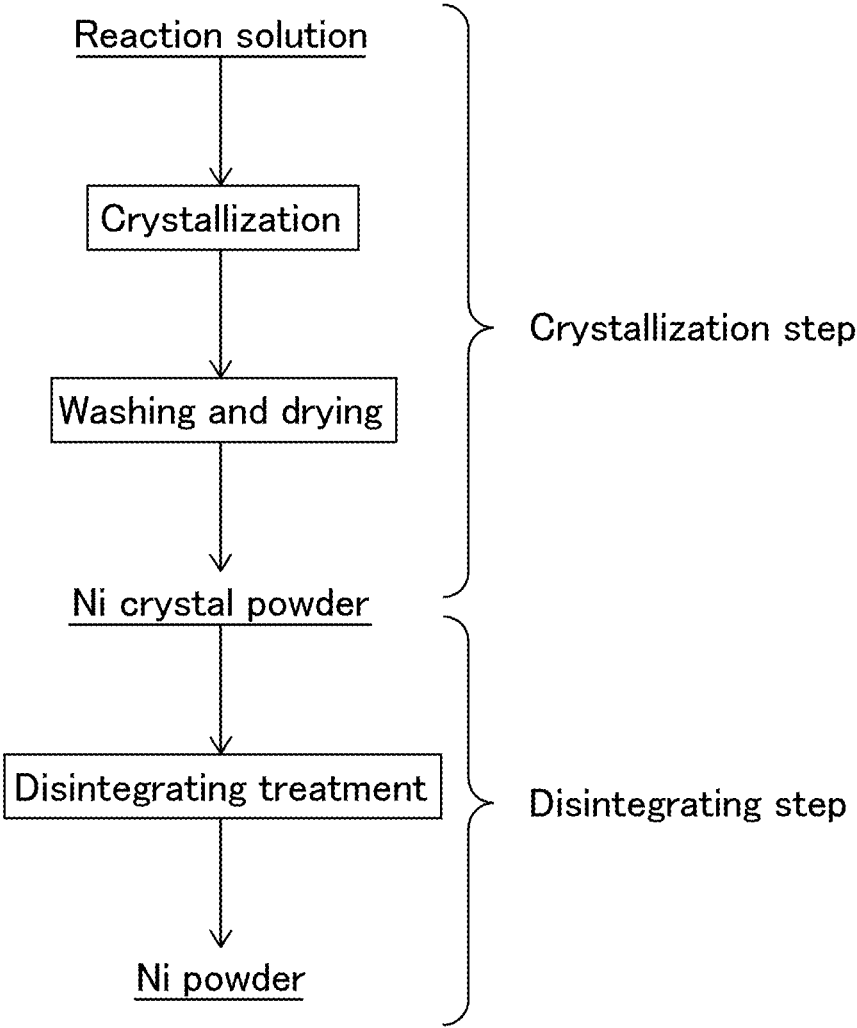 Reaction solution
Crystallization
Crystallization step
Washing and drying
Ni crystal powder
Disintegrating treatment
Disintegrating step
Ni powder